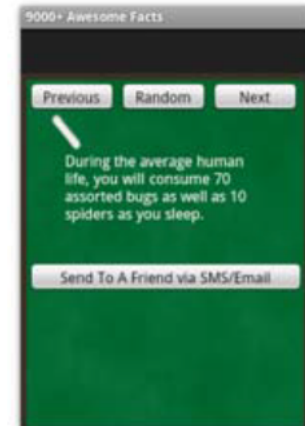 9000+ Awesome Facts
Previous Random Next
During the average human
life, you will consume 70
assorted bugs as well as 10
spiders as you sleep.
Send To A Friend via SMS/Email